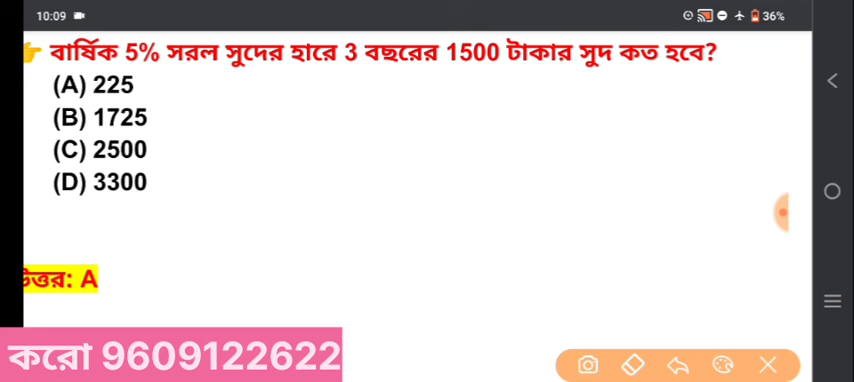 10:09
36%
👉 বার্ষিক 5% সরল সুদের হারে 3 বছরের 1500 টাকার সুদ কত হবে?
(A) 225
(B) 1725
(C) 2500
(D) 3300
উত্তর: A
করো 9609122622